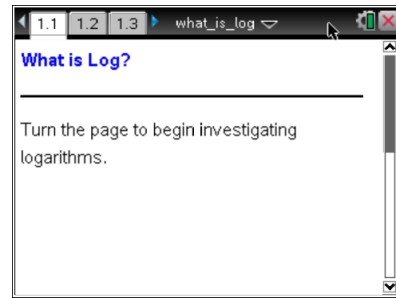 1.1 1.2 1.3 what_is_log
What is Log?
Turn the page to begin investigating
logarithms.